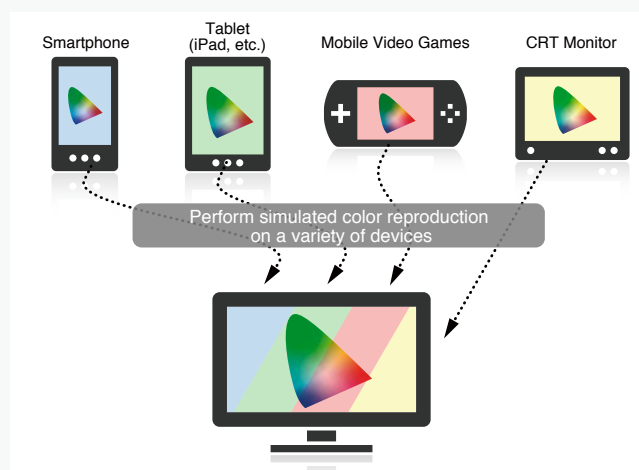 Smartphone
Tablet
(iPad, etc.)
Mobile Video Games
CRT Monitor
Perform simulated color reproduction
on a variety of devices